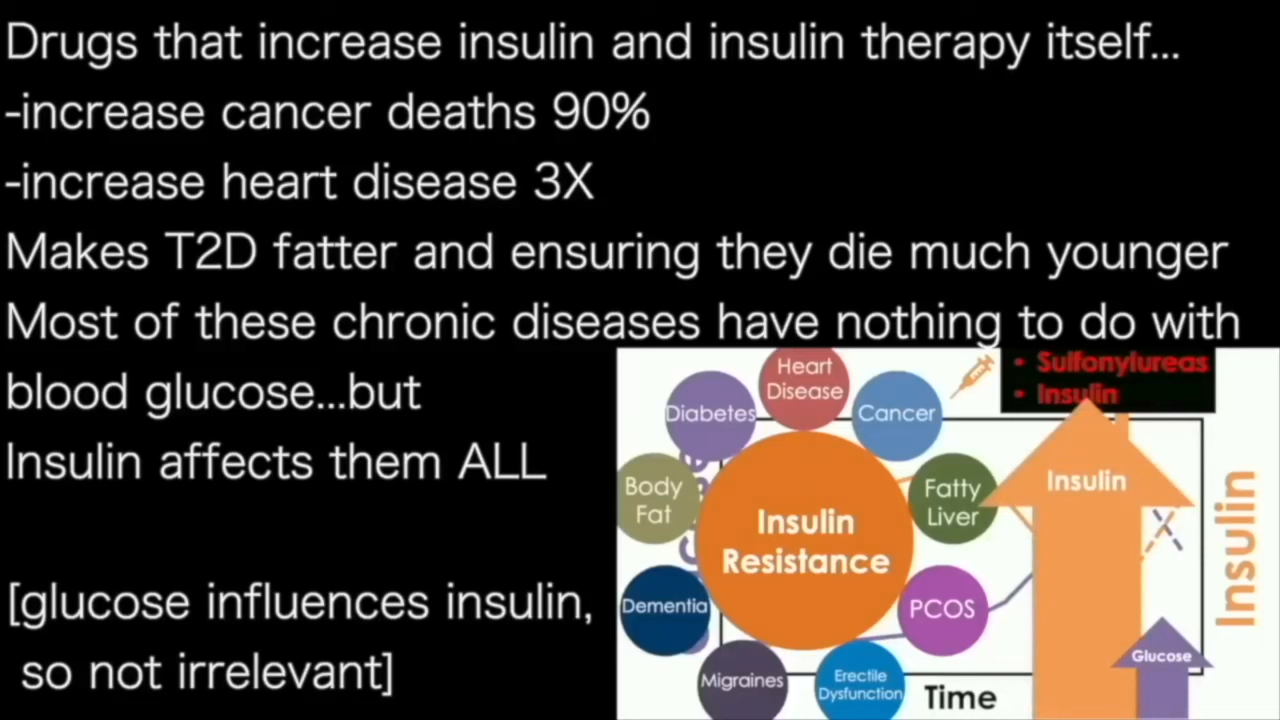 Drugs that increase insulin and insulin therapy itself...
-increase cancer deaths 90%
-increase heart disease 3X
Makes T2D fatter and ensuring they die much younger
Most of these chronic diseases have nothing to do with
blood glucose...but
Insulin affects them ALL
[glucose influences insulin,
so not irrelevant]
Heart
Disease
Diabetes
Cancer
Body
Fat
Fatty
Liver
Insulin
Resistance
Dementia
PCOS
Migraines
Erectile
Dysfunction
Time
• Sulfonylureas
• Insulin
Insulin
Glucose
Insulin